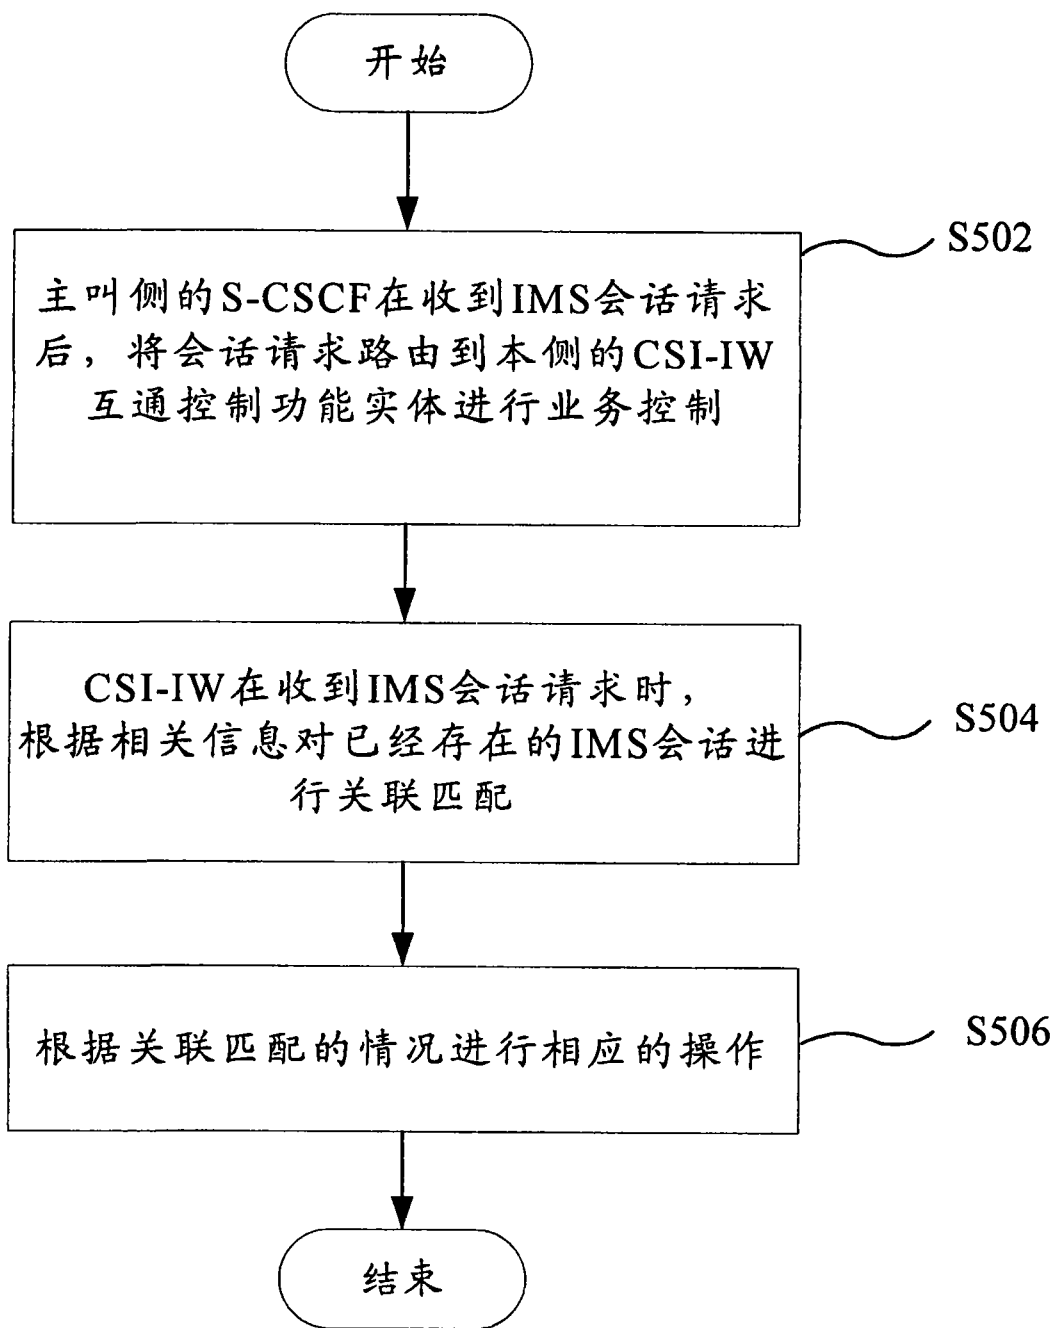 开始
S502
主叫侧的S-CSCF在收到IMS会话请求
后，将会话请求路由到本侧的CSI-IW
互通控制功能实体进行业务控制
CSI-IW在收到IMS会话请求时，
根据相关信息对已经存在的IMS会话进
行关联匹配
S504
根据关联匹配的情况进行相应的操作
S506
结束